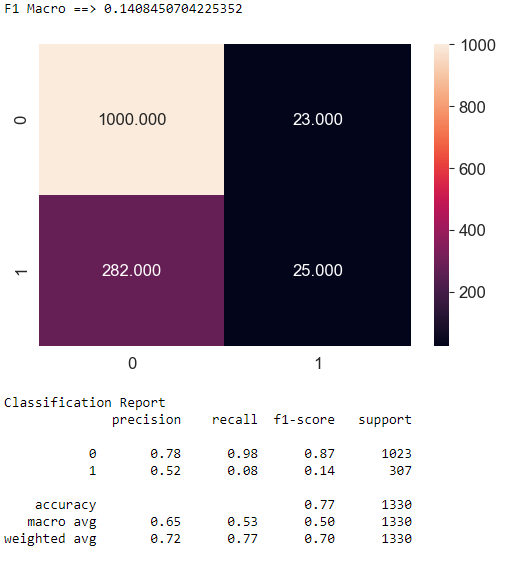 F1 Macro ==> 0.1408450704225352
1000
0 1000.000 23.000
800
600
400
1 282.000 25.000
200
0 1
Classification Report
precision recall f1-score support
0 0.78 0.98 0.87 1023
1 0.52 0.08 0.14 307
accuracy 0.77 1330
macro avg 0.65 0.53 0.50 1330
weighted avg 0.72 0.77 0.70 1330